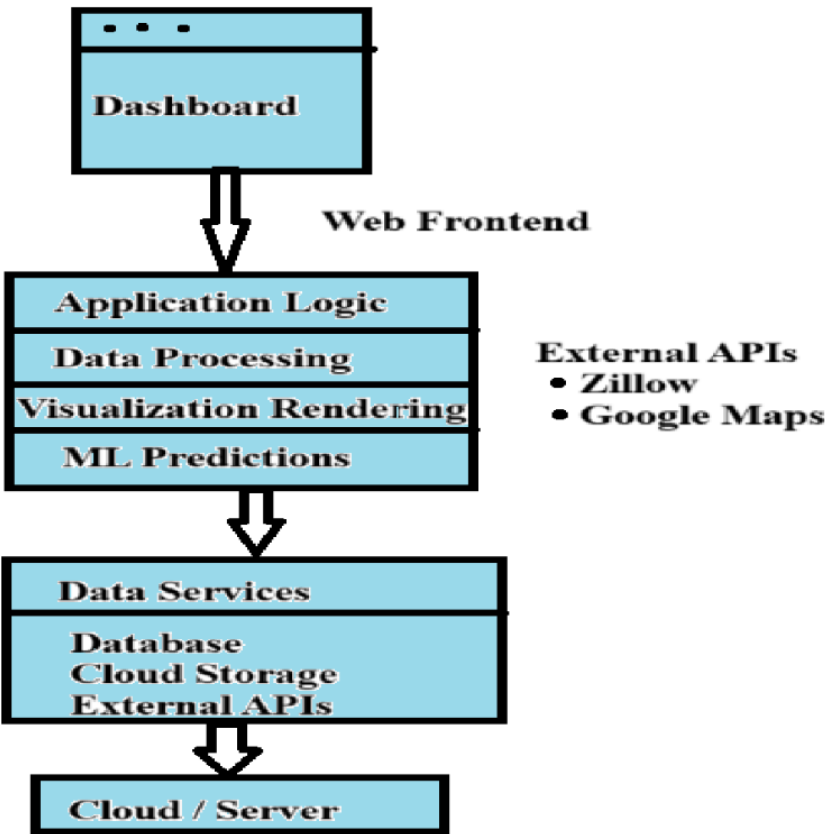 Dashboard
Web Frontend
Application Logic
Data Processing
Visualization Rendering
ML Predictions
External APIs
• Zillow
• Google Maps
Data Services
Database
Cloud Storage
External APIs
Cloud / Server